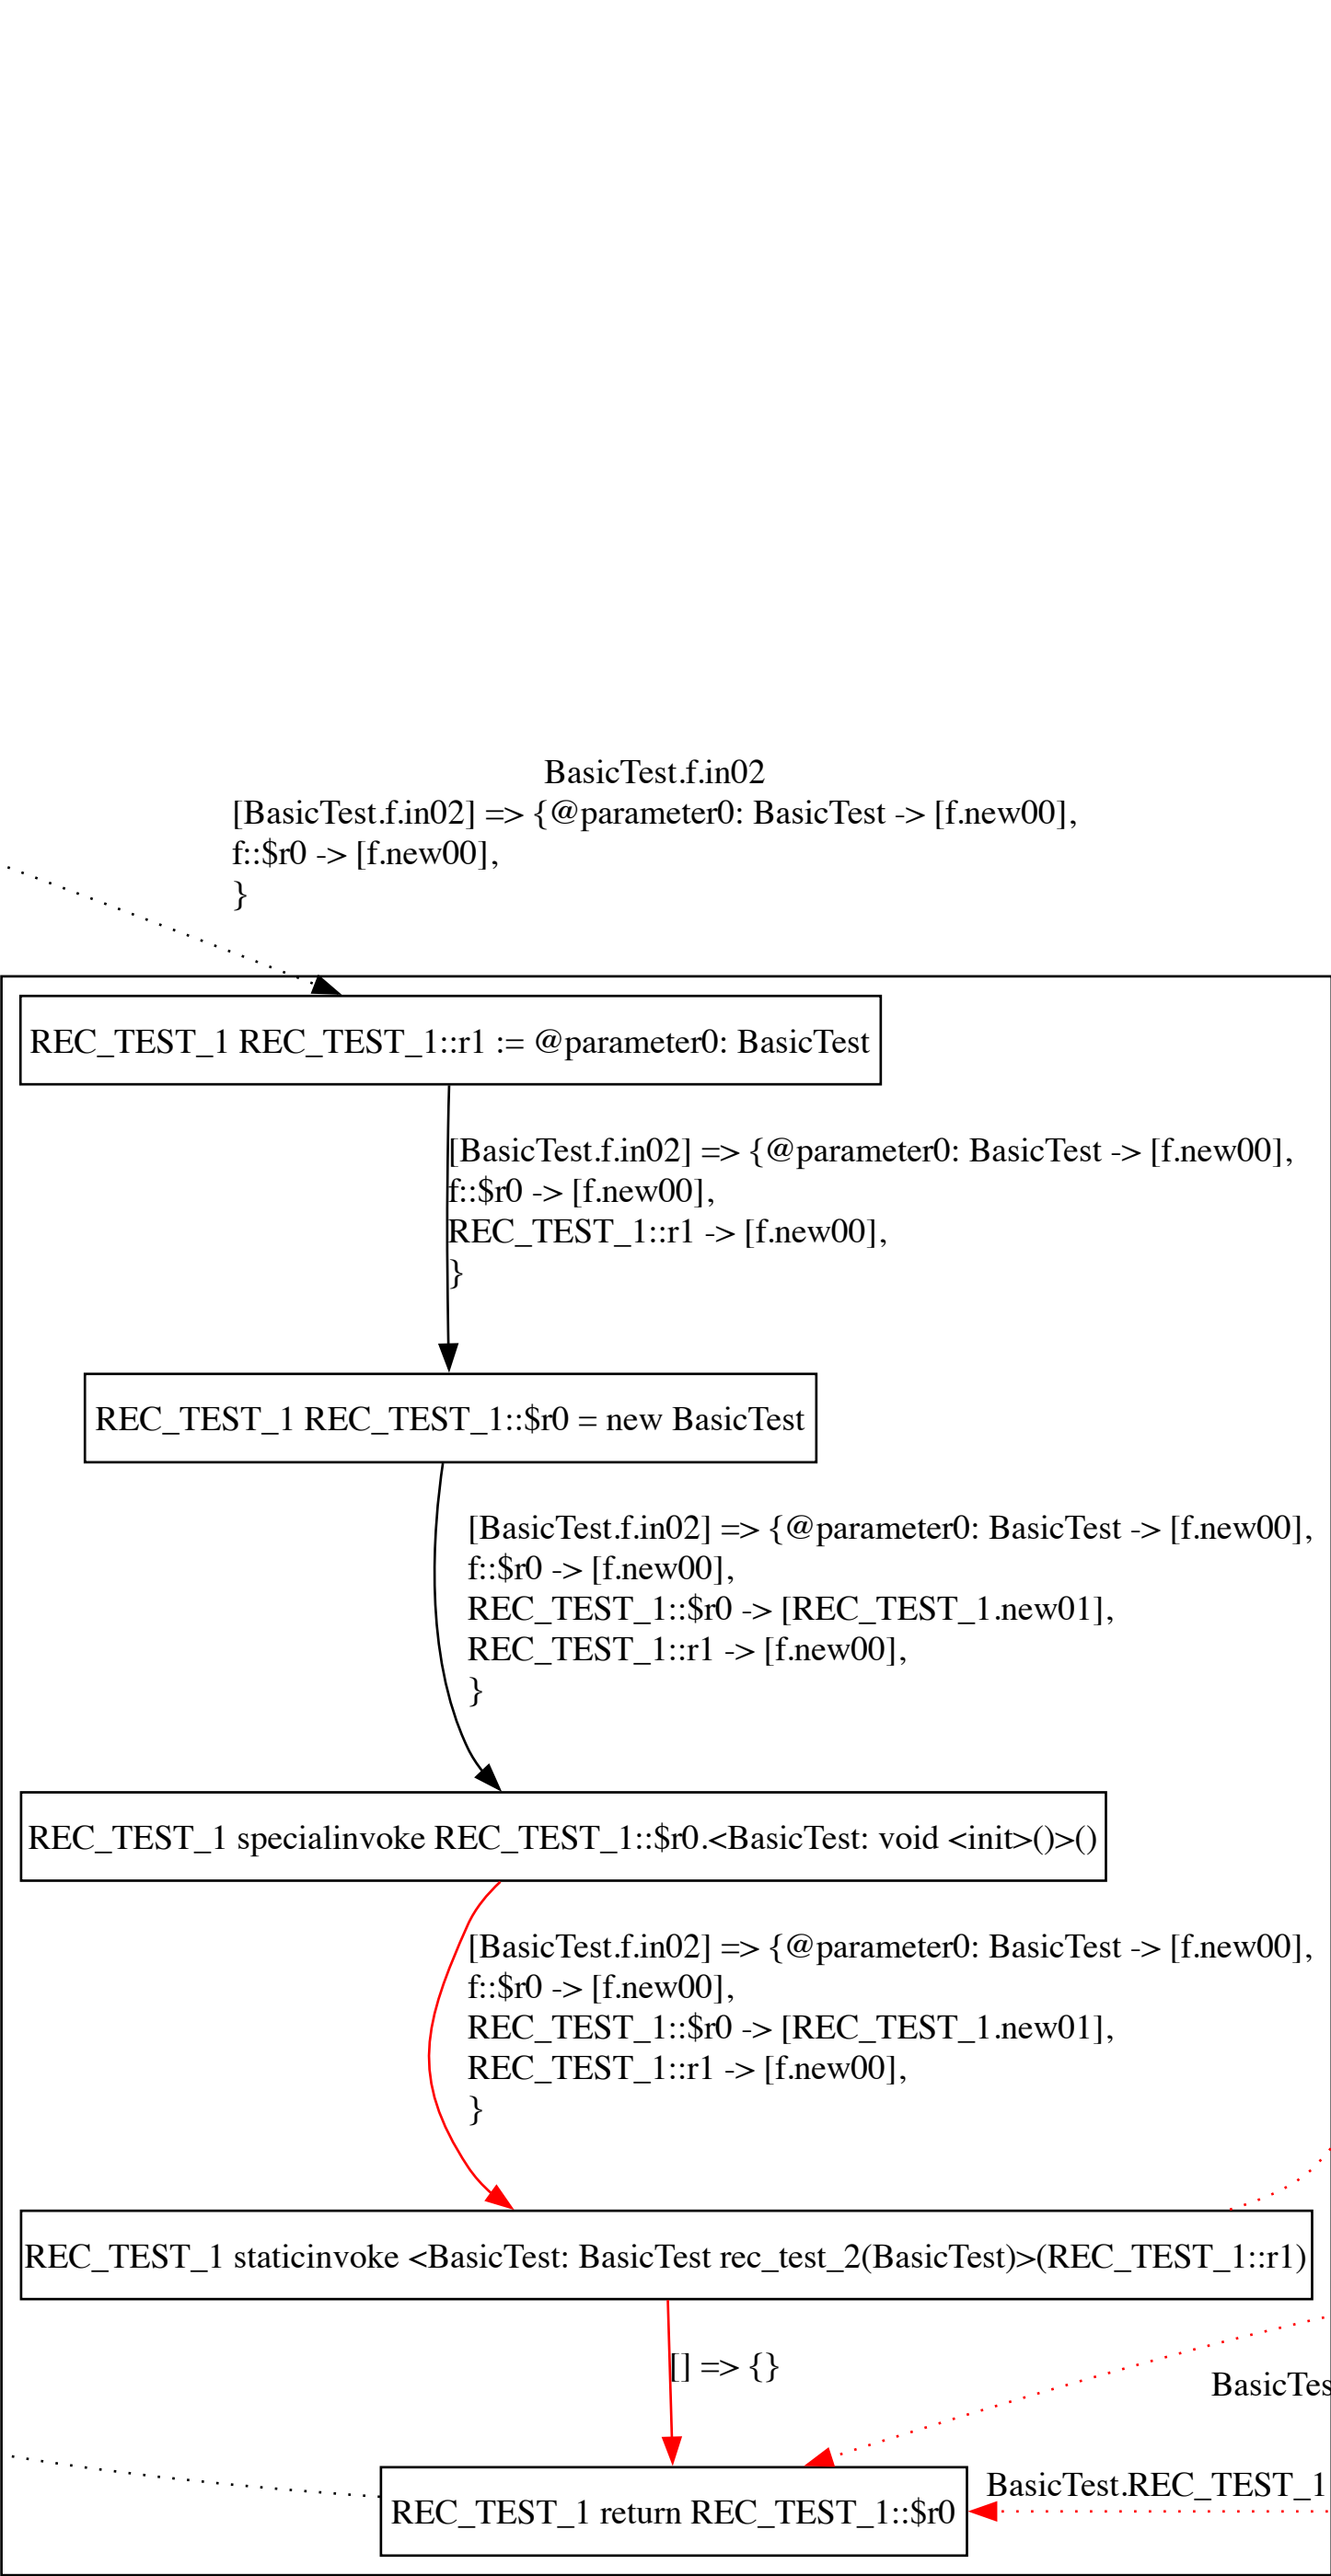 BasicTest.f.in02
[BasicTest.f.in02] => {@parameter0: BasicTest -> [f.new00],
f::$r0 -> [f.new00],
}
REC_TEST_1 REC_TEST_1::r1 := @parameter0: BasicTest
[BasicTest.f.in02] => {@parameter0: BasicTest -> [f.new00],
f::$r0 -> [f.new00],
REC_TEST_1::r1 -> [f.new00],
}
REC_TEST_1 REC_TEST_1::$r0 = new BasicTest
[BasicTest.f.in02] => {@parameter0: BasicTest -> [f.new00],
f::$r0 -> [f.new00],
REC_TEST_1::$r0 -> [REC_TEST_1.new01],
REC_TEST_1::r1 -> [f.new00],
}
REC_TEST_1 specialinvoke REC_TEST_1::$r0.<BasicTest: void <init>()>()
[BasicTest.f.in02] => {@parameter0: BasicTest -> [f.new00],
f::$r0 -> [f.new00],
REC_TEST_1::$r0 -> [REC_TEST_1.new01],
REC_TEST_1::r1 -> [f.new00],
}
REC_TEST_1 staticinvoke <BasicTest: BasicTest rec_test_2(BasicTest)>(REC_TEST_1::r1)
[] => {}
BasicTes
BasicTest.REC_TEST_1
REC_TEST_1 return REC_TEST_1::$r0